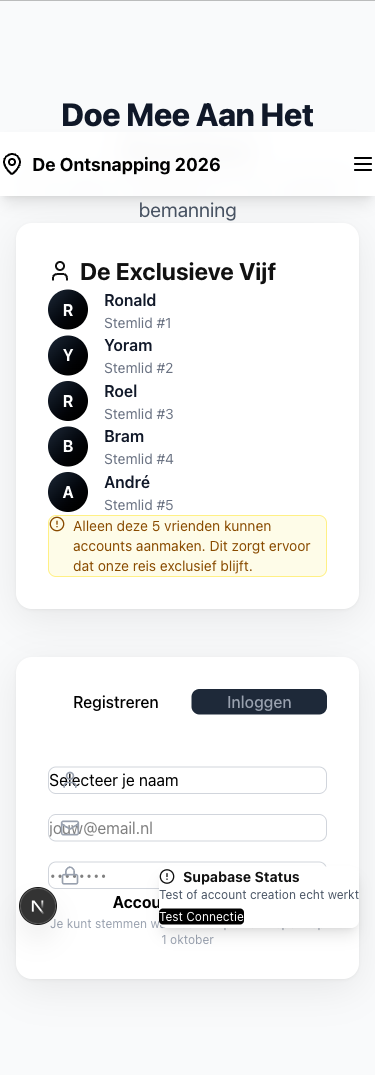 Doe Mee Aan Het
De Ontsnapping 2026
bemanning
De Exclusieve Vijf
R
Ronald
Stemlid #1
Y
Yoram
Stemlid #2
R
Roel
Stemlid #3
B
Bram
Stemlid #4
A
André
Stemlid #5
Alleen deze 5 vrienden kunnen
accounts aanmaken. Dit zorgt ervoor
dat onze reis exclusief blijft.
Registreren
Inloggen
Selecteer je naam
jouw@email.nl
••••••••
Supabase Status
Test of account creation echt werkt
Test Connectie
N
Je kunt stemmen
1 oktober